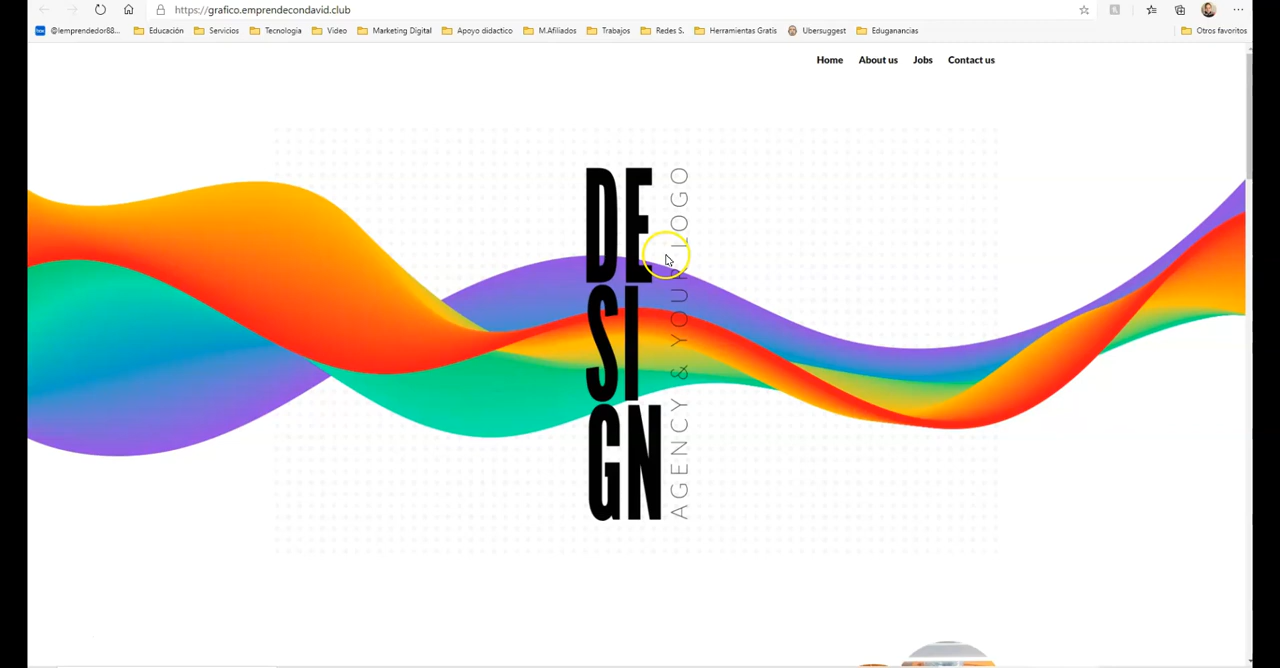 https://grafico.emprendecondavid.club
@lemprendedor88...
Educación
Servicios
Tecnologia
Video
Marketing Digital
Apoyo didactico
M.Afiliados
Trabajos
Redes S.
Herramientas Gratis
Ubersuggest
Eduganancias
Otros favoritos
Home
About us
Jobs
Contact us
DE
SI
GN
AGENCY & YOUR LOGO